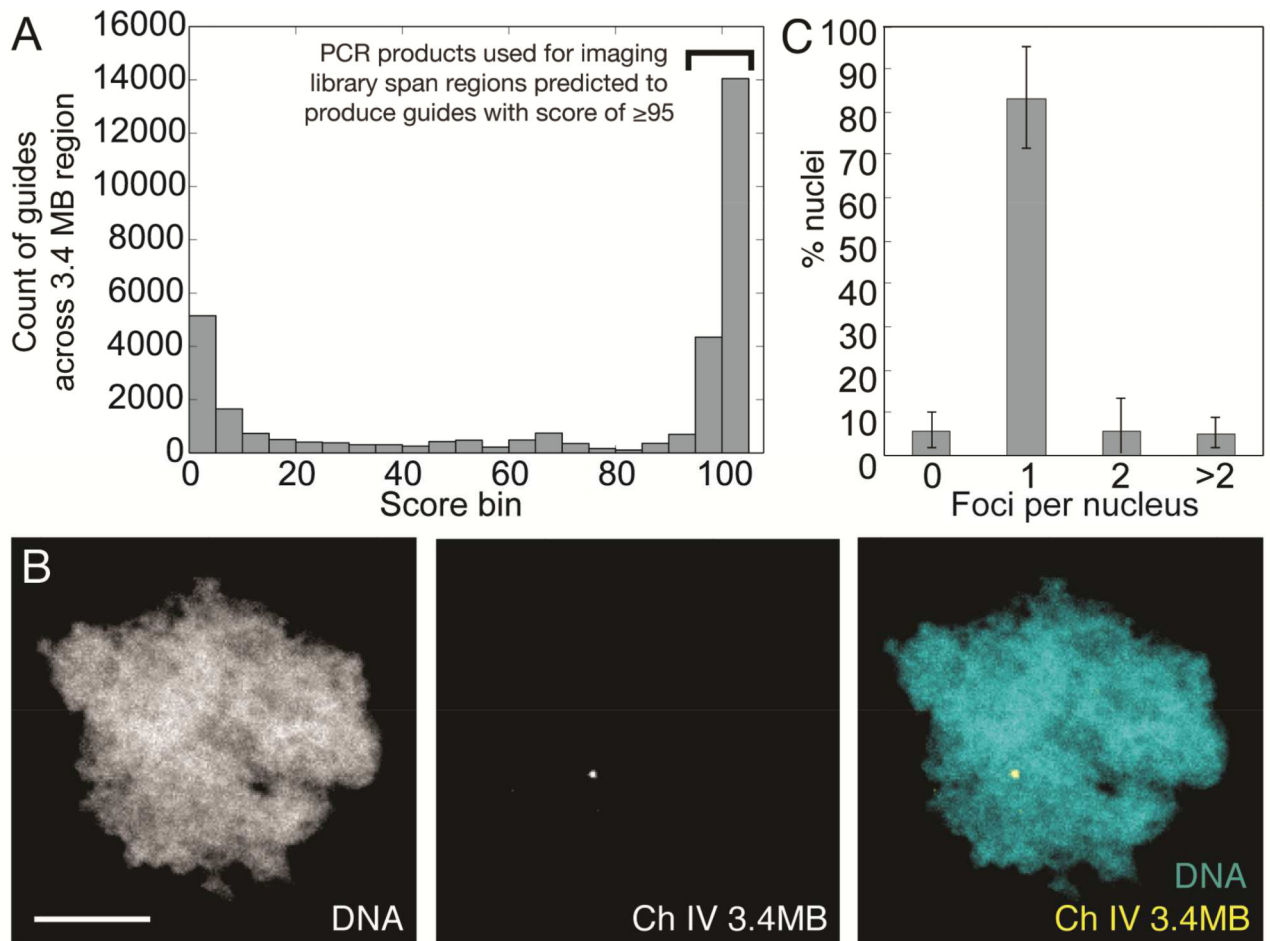 A
16000
14000
12000
10000
8000
6000
4000
2000
0
Count of guides
across 3.4 MB region
PCR products used for imaging
library span regions predicted to
produce guides with score of ≥95
0 20 40 60 80 100
Score bin
C
100
90
80
70
60
50
40
30
20
10
0
% nuclei
0 1 2 >2
Foci per nucleus
B
DNA
Ch IV 3.4MB
DNA
Ch IV 3.4MB